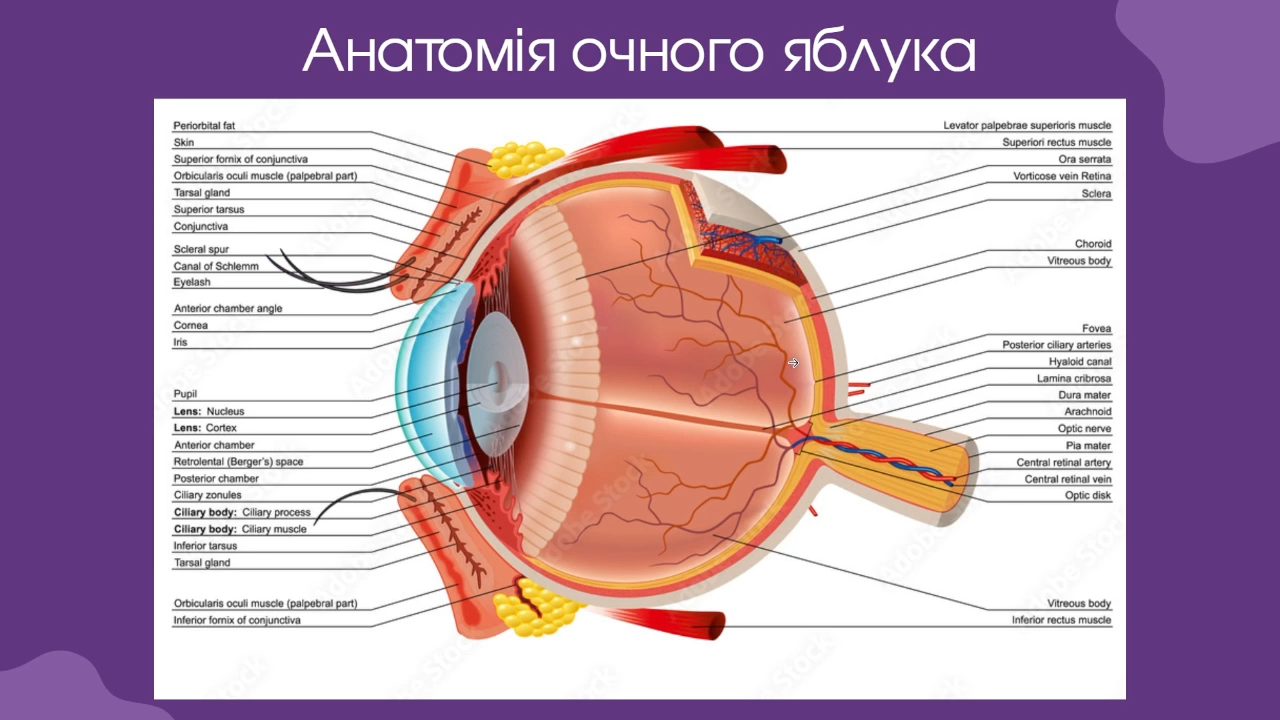 Анатомія очного яблука
Periorbital fat
Skin
Superior fornix of conjunctiva
Orbicularis oculi muscle (palpebral part)
Tarsal gland
Superior tarsus
Conjunctiva
Scleral spur
Canal of Schlemm
Eyelash
Anterior chamber angle
Cornea
Iris
Pupil
Lens: Nucleus
Lens: Cortex
Anterior chamber
Retrolental (Berger's) space
Posterior chamber
Ciliary zonules
Ciliary body: Ciliary process
Ciliary body: Ciliary muscle
Inferior tarsus
Tarsal gland
Orbicularis oculi muscle (palpebral part)
Inferior fornix of conjunctiva
Levator palpebrae superioris muscle
Superiori rectus muscle
Ora serrata
Vorticose vein Retina
Sclera
Choroid
Vitreous body
Fovea
Posterior ciliary arteries
Hyaloid canal
Lamina cribrosa
Dura mater
Arachnoid
Optic nerve
Pia mater
Central retinal artery
Central retinal vein
Optic disk
Vitreous body
Inferior rectus muscle